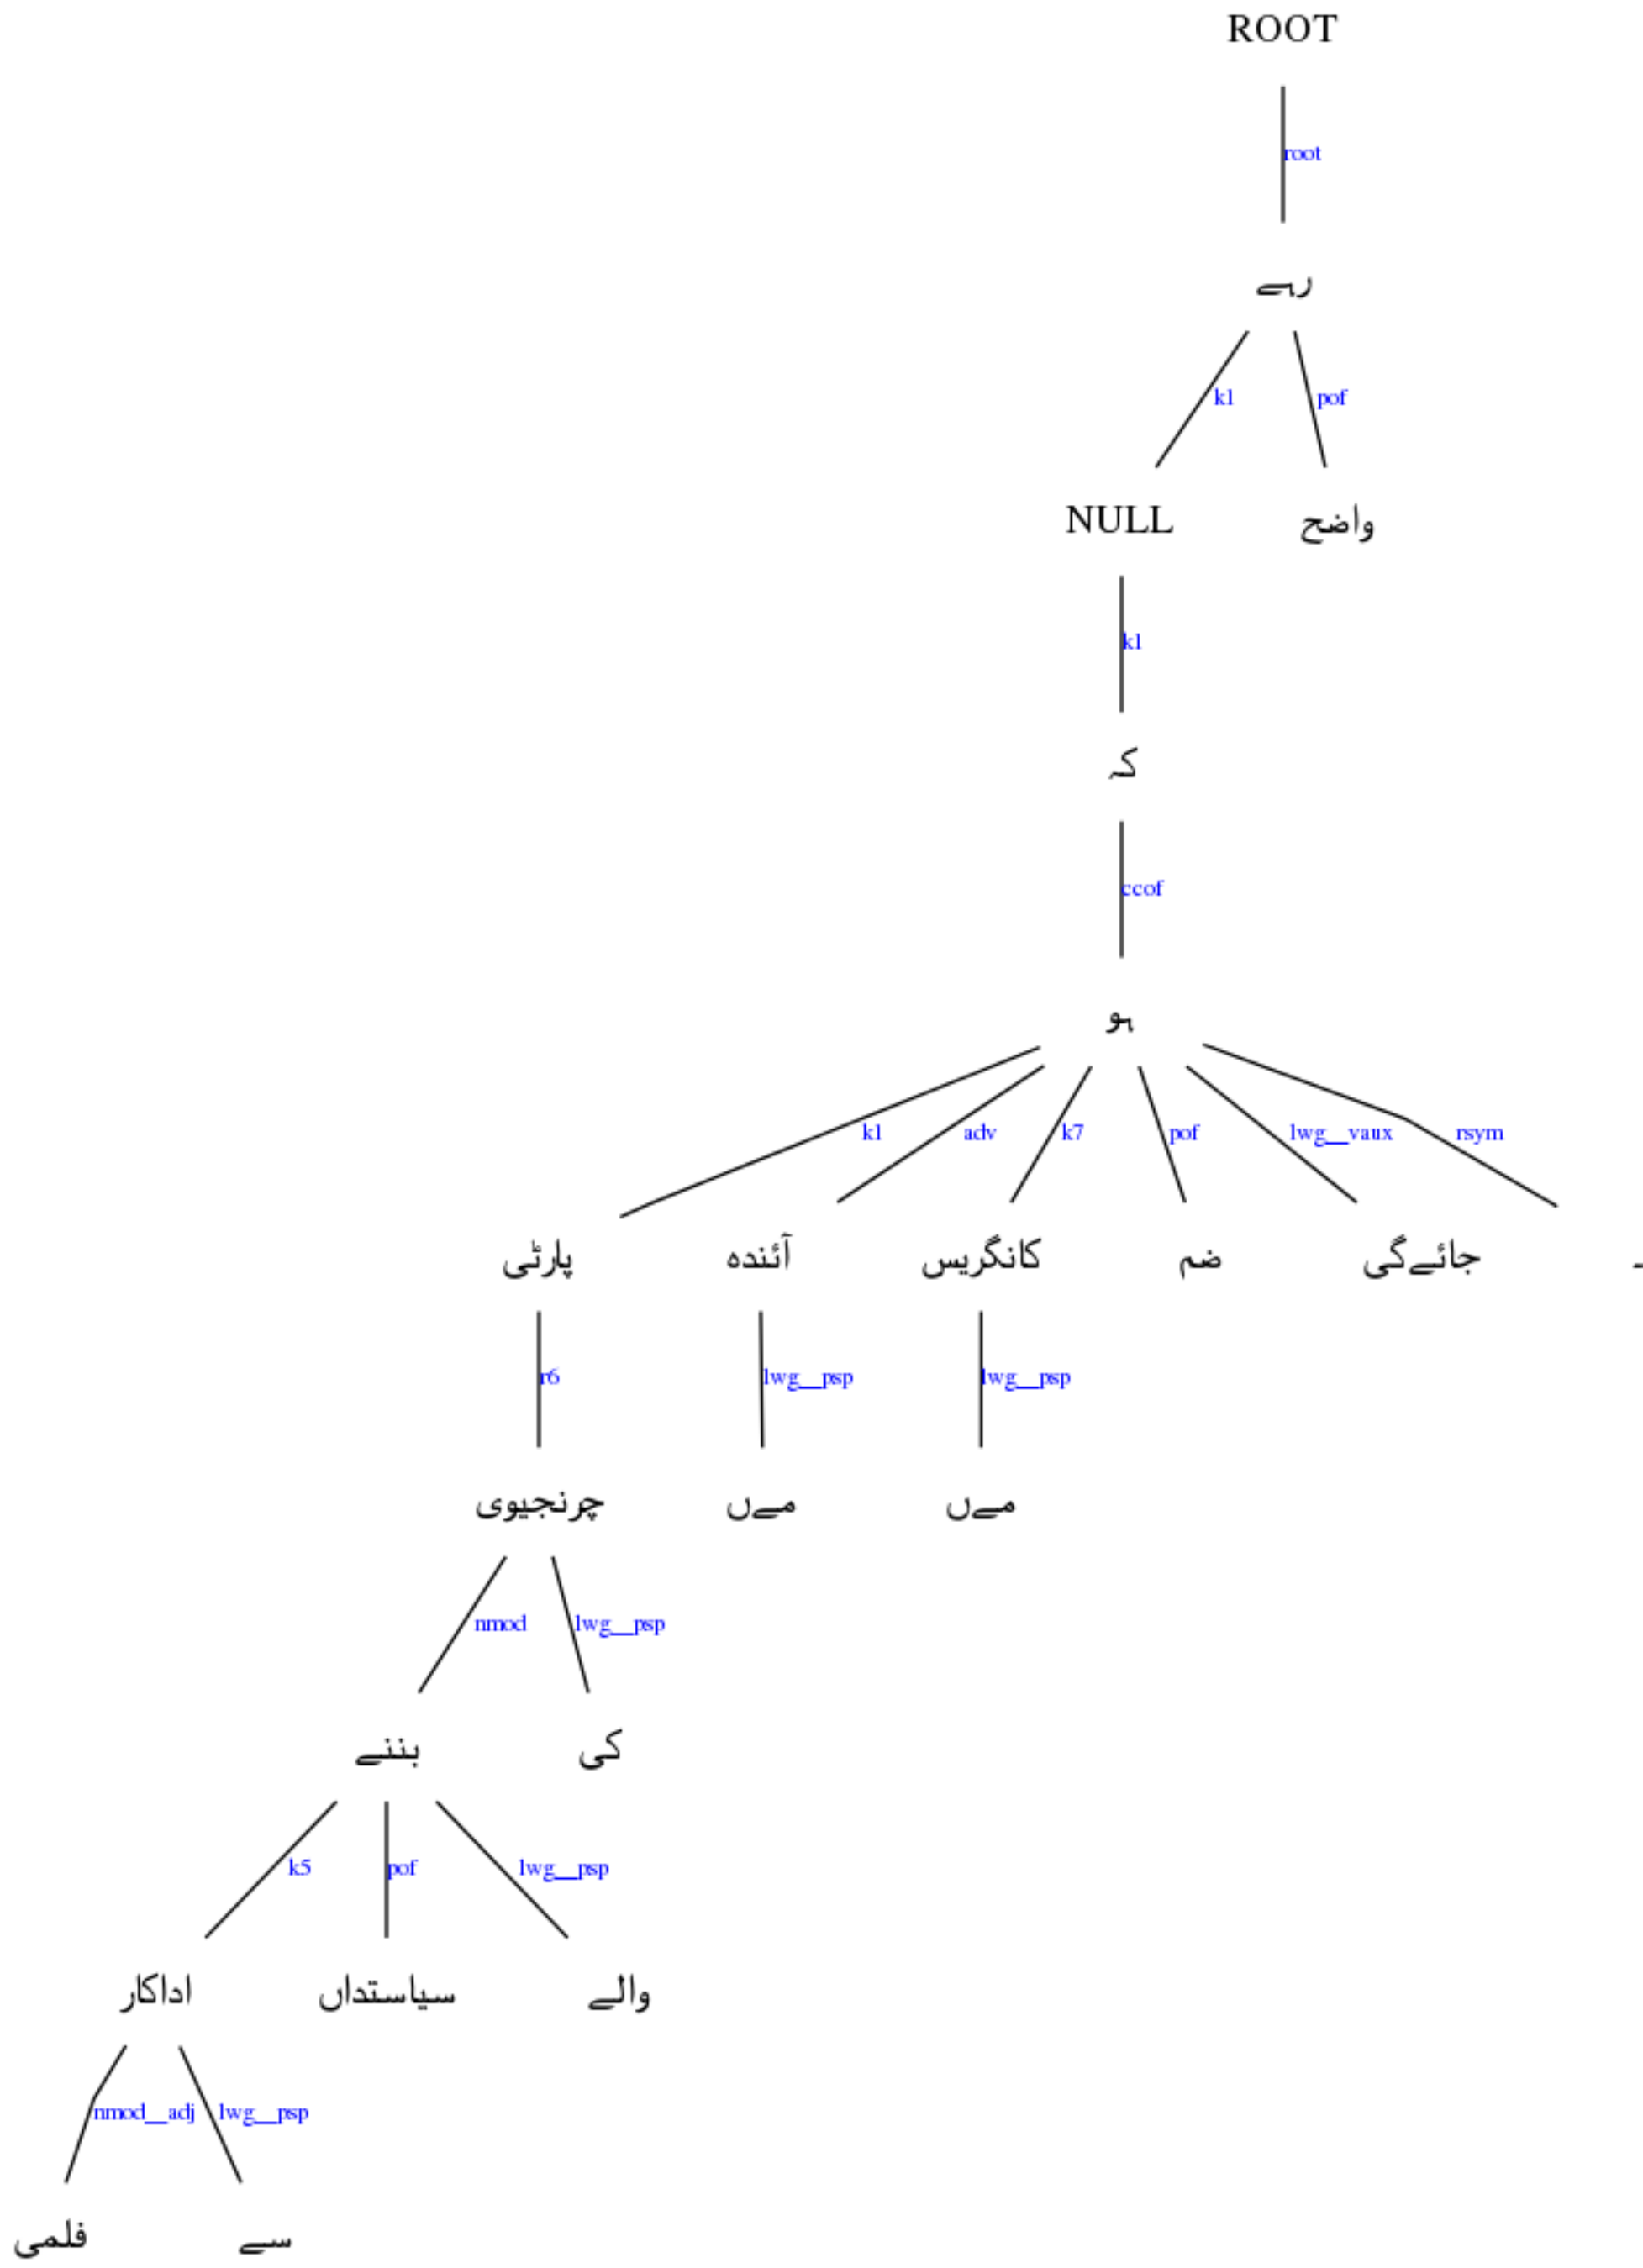 ROOT
root
رہے
k1 pof
NULL واضح
k1
کہ
ccof
ہو
k1 adv k7 pof lwg__vaux rsym
پارٹی آئندہ کانگریس ضم جائےگی ۔
r6 lwg__psp lwg__psp
چرنجیوی مےں مےں
nmod lwg__psp
بننے کی
k5 pof lwg__psp
اداکار سیاستداں والے
nmod__adj lwg__psp
فلمی سے